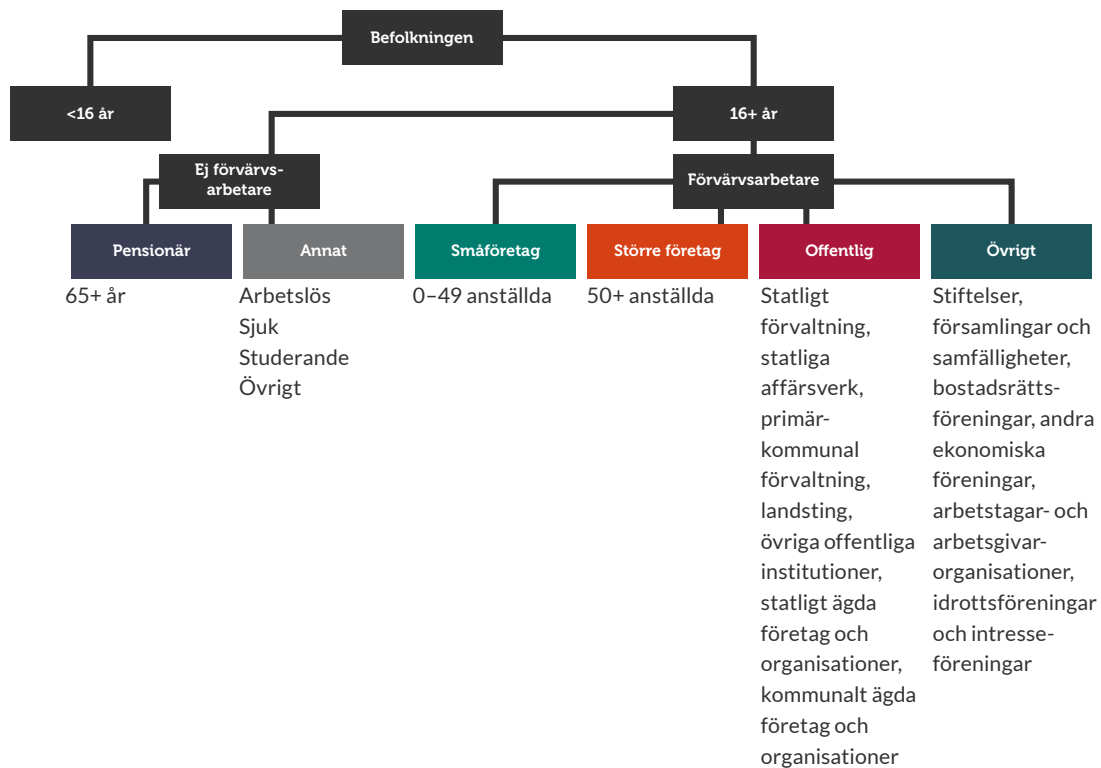 Befolkningen
<16 år
16+ år
Ej förvärvs-
arbetare
Förvärvsarbetare
Pensionär
Annat
Småföretag
Större företag
Offentlig
Övrigt
65+ år
Arbetslös
Sjuk
Studerande
Övrigt
0–49 anställda
50+ anställda
Statligt
förvaltning,
statliga
affärsverk,
primär-
kommunal
förvaltning,
landsting,
övriga offentliga
institutioner,
statligt ägda
företag och
organisationer,
kommunalt ägda
företag och
organisationer
Stiftelser,
församlingar och
samfälligheter,
bostadsrätts-
föreningar, andra
ekonomiska
föreningar,
arbetstagar- och
arbetsgivar-
organisationer,
idrottsföreningar
och intresse-
föreningar